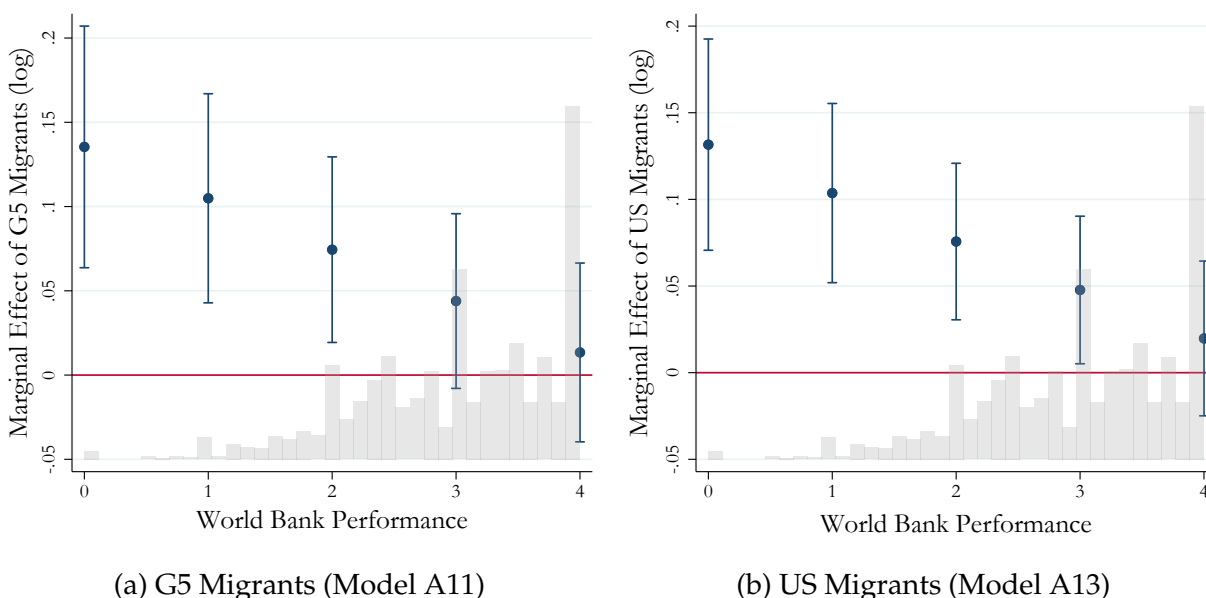 Marginal Effect of G5 Migrants (log)
.2
.15
.1
.05
0
-.05
0 1 2 3 4
World Bank Performance
(a) G5 Migrants (Model A11)
Marginal Effect of US Migrants (log)
.2
.15
.1
.05
0
-.05
0 1 2 3 4
World Bank Performance
(b) US Migrants (Model A13)